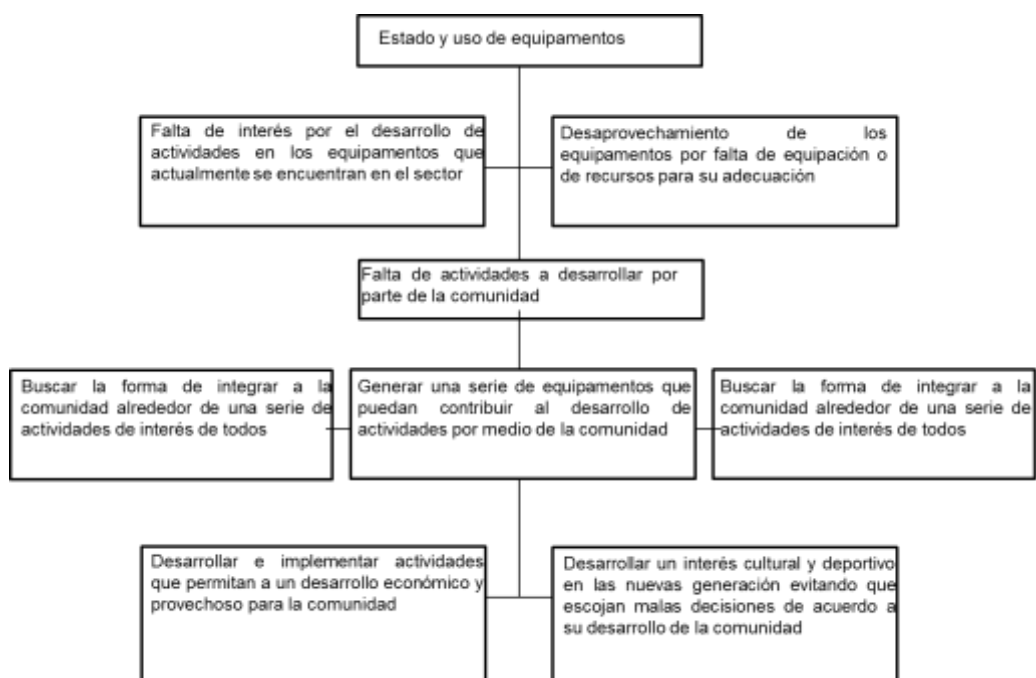 Estado y uso de equipamentos
Falta de interés por el desarrollo de
actividades en los equipamentos que
actualmente se encuentran en el sector
Desaprovechamiento de los
equipamentos por falta de equipación o
de recursos para su adecuación
Falta de actividades a desarrollar por
parte de la comunidad
Buscar la forma de integrar a la
comunidad alrededor de una serie de
actividades de interés de todos
Generar una serie de equipamentos que
puedan contribuir al desarrollo de
actividades por medio de la comunidad
Buscar la forma de integrar a la
comunidad alrededor de una serie de
actividades de interés de todos
Desarrollar e implementar actividades
que permitan a un desarrollo económico y
provechoso para la comunidad
Desarrollar un interés cultural y deportivo
en las nuevas generación evitando que
escojan malas decisiones de acuerdo a
su desarrollo de la comunidad